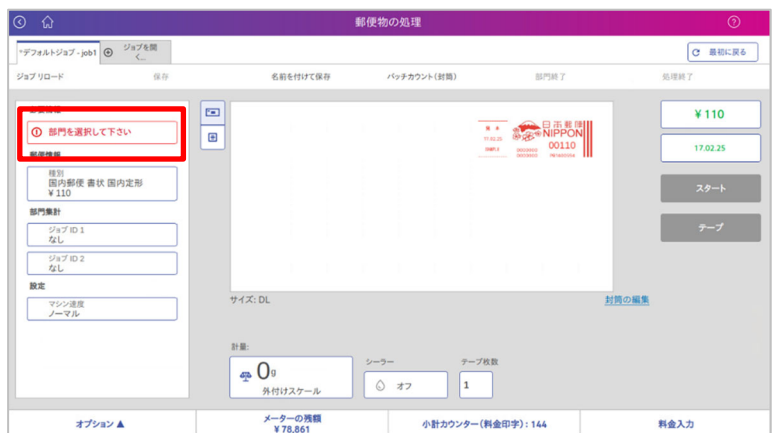 郵便物の処理
*デフォルトジョブ - job1
ジョブを開
く...
最初に戻る
ジョブ リロード
保存
名前を付けて保存
バッチカウント(封筒)
部門終了
処理終了
部門を選択して下さい
郵便情報
種別
国内郵便 書状 国内定形
¥ 110
部門集計
ジョブ ID 1
なし
ジョブ ID 2
なし
設定
マシン速度
ノーマル
日本郵便
NIPPON
00110
17.02.25
サイズ: DL
封筒の編集
計量:
0g
外付けスケール
シーラー
オフ
テープ枚数
1
¥ 110
17.02.25
スタート
テープ
オプション ▲
メーターの残額
¥ 78,861
小計カウンター(料金印字) : 144
料金入力